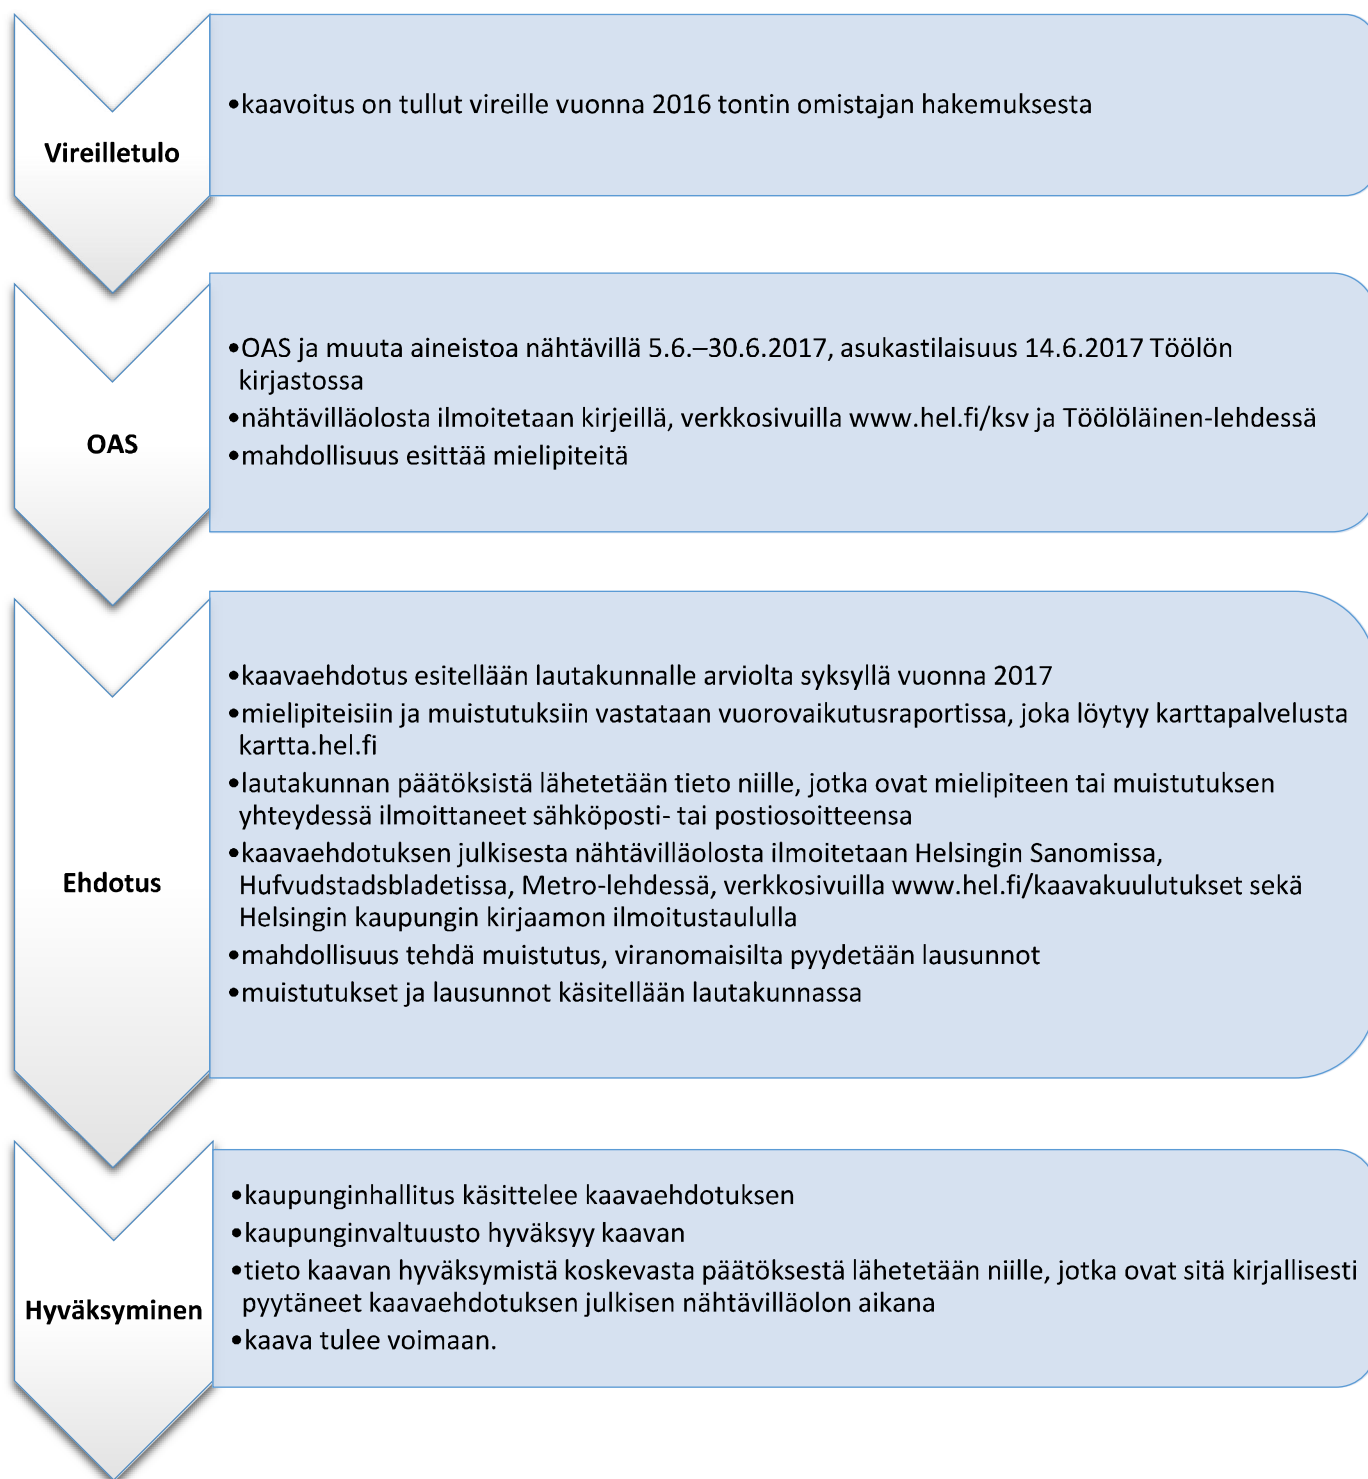 Vireilletulo
•kaavoitus on tullut vireille vuonna 2016 tontin omistajan hakemuksesta
OAS
•OAS ja muuta aineistoa nähtävillä 5.6.–30.6.2017, asukastilaisuus 14.6.2017 Töölön
kirjastossa
•nähtävilläolosta ilmoitetaan kirjeillä, verkkosivuilla www.hel.fi/ksv ja Töölöläinen-lehdessä
•mahdollisuus esittää mielipiteitä
Ehdotus
•kaavaehdotus esitellään lautakunnalle arviolta syksyllä vuonna 2017
•mielipiteisiin ja muistutuksiin vastataan vuorovaikutusraportissa, joka löytyy karttapalvelusta
kartta.hel.fi
•lautakunnan päätöksistä lähetetään tieto niille, jotka ovat mielipiteen tai muistutuksen
yhteydessä ilmoittaneet sähköposti- tai postiosoitteensa
•kaavaehdotuksen julkisesta nähtävilläolosta ilmoitetaan Helsingin Sanomissa,
Hufvudstadsbladetissa, Metro-lehdessä, verkkosivuilla www.hel.fi/kaavakuulutukset sekä
Helsingin kaupungin kirjaamon ilmoitustaululla
•mahdollisuus tehdä muistutus, viranomaisilta pyydetään lausunnot
•muistutukset ja lausunnot käsitellään lautakunnassa
Hyväksyminen
•kaupunginhallitus käsittelee kaavaehdotuksen
•kaupunginvaltuusto hyväksyy kaavan
•tieto kaavan hyväksymistä koskevasta päätöksestä lähetetään niille, jotka ovat sitä kirjallisesti
pyytäneet kaavaehdotuksen julkisen nähtävilläolon aikana
•kaava tulee voimaan.